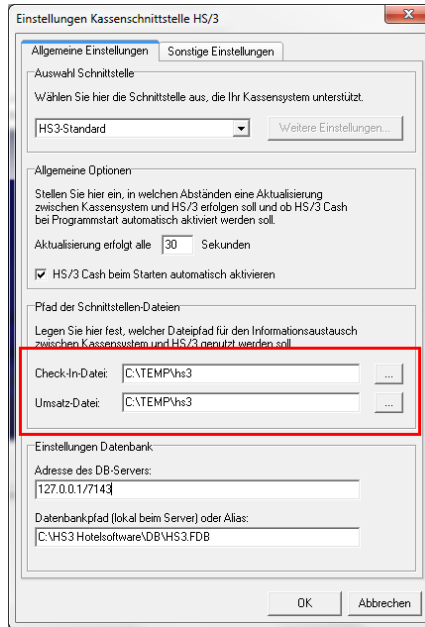 Einstellungen Kassenschnittstelle HS/3
Allgemeine Einstellungen
Sonstige Einstellungen
Auswahl Schnittstelle
Wählen Sie hier die Schnittstelle aus, die Ihr Kassensystem unterstützt.
HS3-Standard
Weitere Einstellungen...
Allgemeine Optionen
Stellen Sie hier ein, in welchen Abständen eine Aktualisierung
zwischen Kassensystem und HS/3 erfolgen soll und ob HS/3 Cash
bei Programmstart automatisch aktiviert werden soll.
Aktualisierung erfolgt alle 30 Sekunden
HS/3 Cash beim Starten automatisch aktivieren
Pfad der Schnittstellen-Dateien
Legen Sie hier fest, welcher Dateipfad für den Informationsaustausch
zwischen Kassensystem und HS/3 genutzt werden soll
Check-In-Datei: C:\TEMP\hs3 ...
Umsatz-Datei: C:\TEMP\hs3 ...
Einstellungen Datenbank
Adresse des DB-Servers:
127.0.0.1/7143
Datenbankpfad (lokal beim Server) oder Alias:
C:\HS3 Hotelsoftware\DB\HS3.FDB
OK Abbrechen